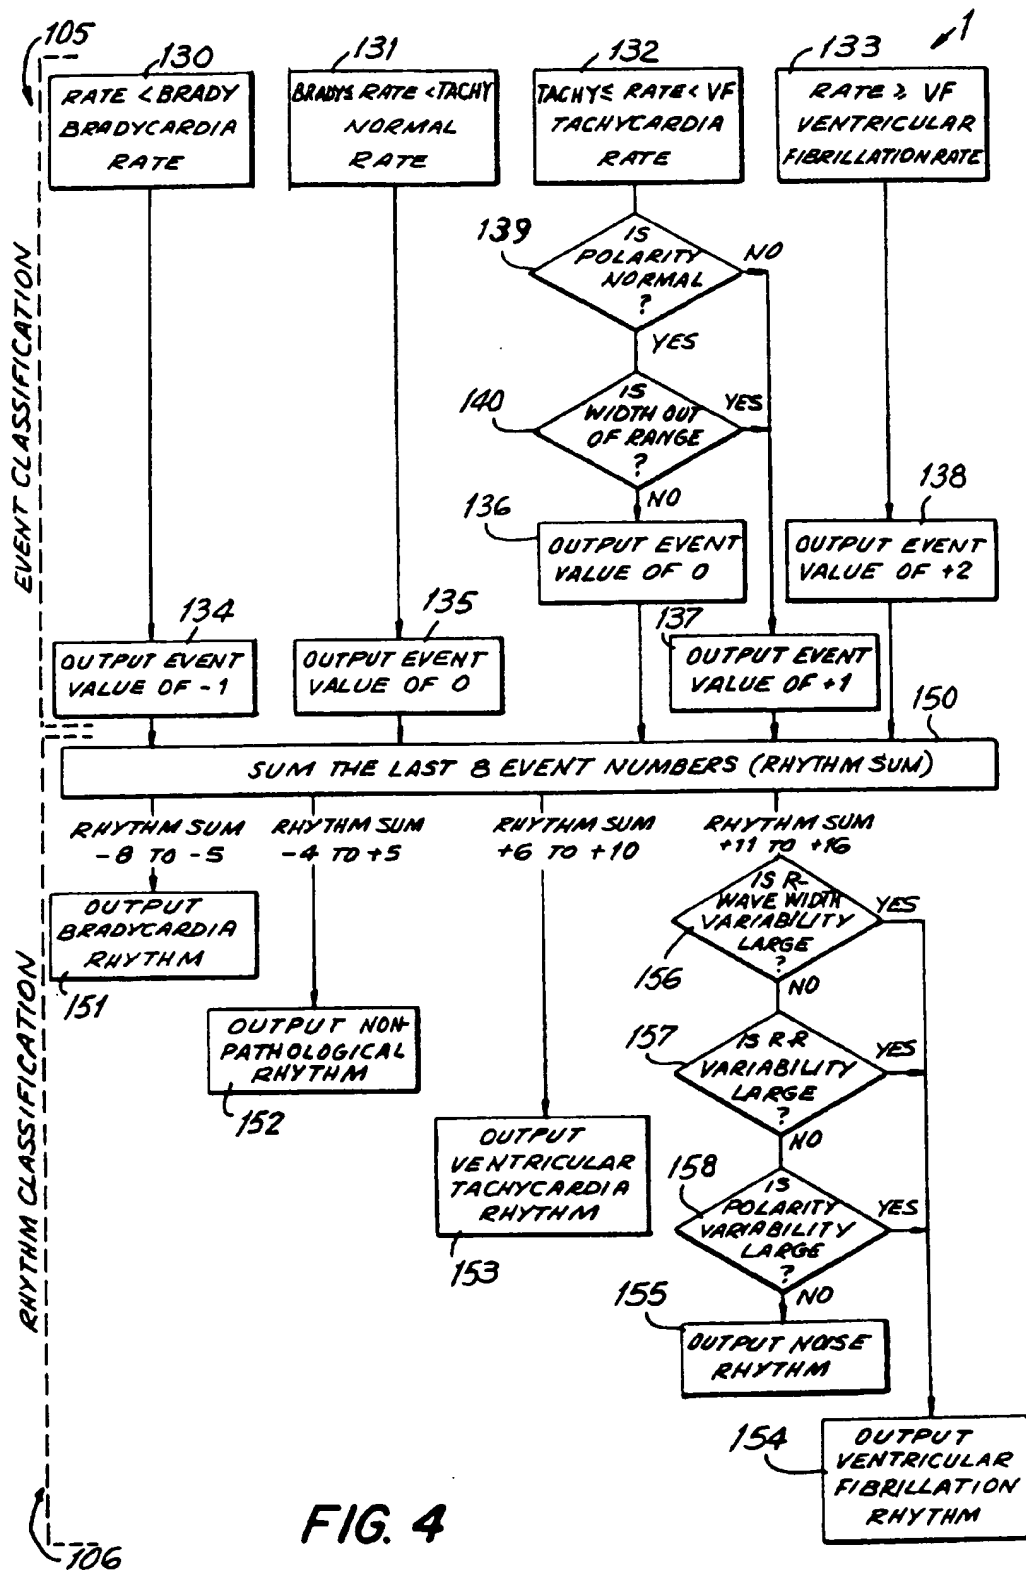 105
130
131
132
133
1
RATE < BRADY
BRADYCARDIA
RATE
BRADY ≤ RATE < TACHY
NORMAL
RATE
TACHY ≤ RATE < VF
TACHYCARDIA
RATE
RATE ≥ VF
VENTRICULAR
FIBRILLATION RATE
EVENT CLASSIFICATION
139
IS
POLARITY
NORMAL
?
NO
YES
140
IS
WIDTH OUT
OF RANGE
?
YES
NO
136
OUTPUT EVENT
VALUE OF 0
138
OUTPUT EVENT
VALUE OF +2
134
OUTPUT EVENT
VALUE OF -1
135
OUTPUT EVENT
VALUE OF 0
137
OUTPUT EVENT
VALUE OF +1
150
SUM THE LAST 8 EVENT NUMBERS (RHYTHM SUM)
RHYTHM SUM
-8 TO -5
RHYTHM SUM
-4 TO +5
RHYTHM SUM
+6 TO +10
RHYTHM SUM
+11 TO +16
RHYTHM CLASSIFICATION
OUTPUT
BRADYCARDIA
RHYTHM
151
OUTPUT NON-
PATHOLOGICAL
RHYTHM
152
OUTPUT
VENTRICULAR
TACHYCARDIA
RHYTHM
153
IS R-
WAVE WIDTH
VARIABILITY
LARGE
?
YES
156
NO
157
IS R-R
VARIABILITY
LARGE
?
YES
NO
158
IS
POLARITY
VARIABILITY
LARGE
?
YES
NO
155
OUTPUT NOISE
RHYTHM
154
OUTPUT
VENTRICULAR
FIBRILLATION
RHYTHM
FIG. 4
106